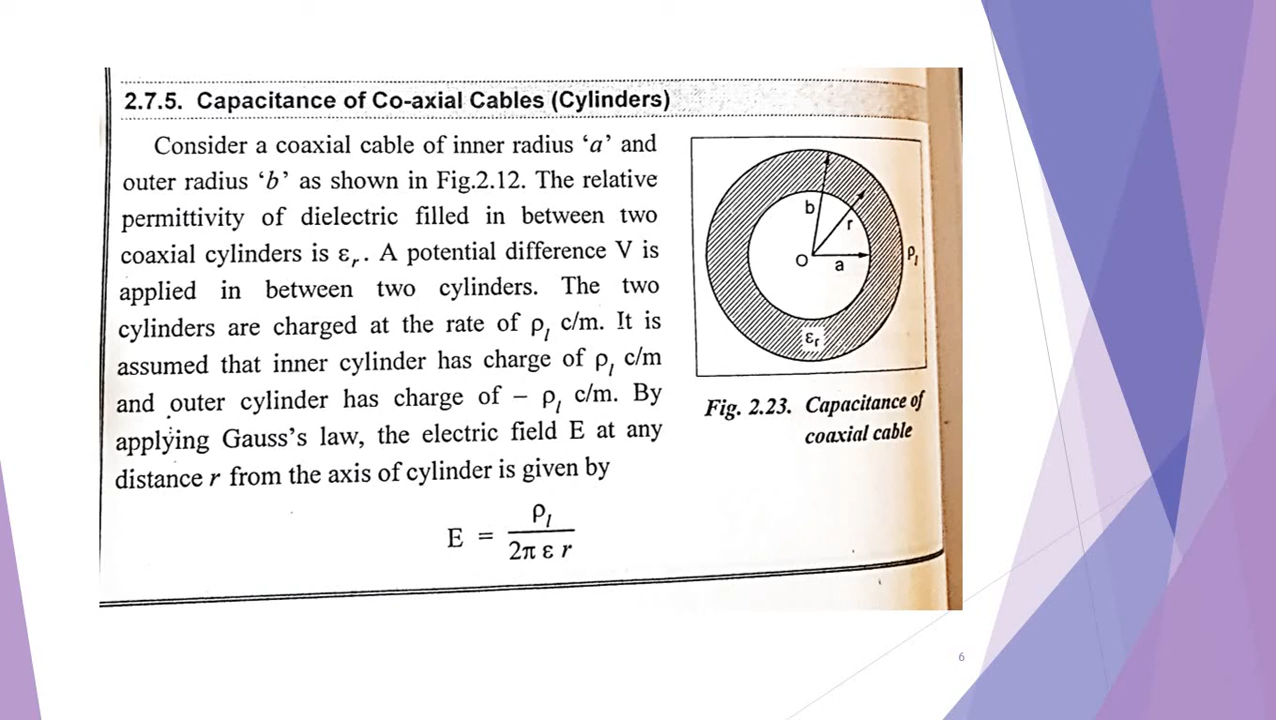 2.7.5. Capacitance of Co-axial Cables (Cylinders)
Consider a coaxial cable of inner radius ‘a’ and
outer radius ‘b’ as shown in Fig.2.12. The relative
permittivity of dielectric filled in between two
coaxial cylinders is εr. A potential difference V is
applied in between two cylinders. The two
cylinders are charged at the rate of ρl c/m. It is
assumed that inner cylinder has charge of ρl c/m
and outer cylinder has charge of – ρl c/m. By
applying Gauss’s law, the electric field E at any
distance r from the axis of cylinder is given by
E = ρl / 2π ε r
b
r
O
a
ρl
εr
Fig. 2.23. Capacitance of
coaxial cable
6